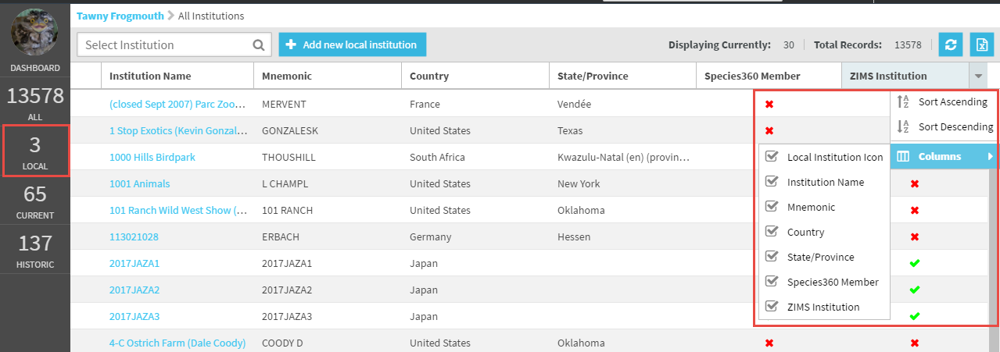 Tawny Frogmouth All Institutions
Select Institution Add new local institution Displaying Currently: 30 Total Records: 13578
DASHBOARD
13578
ALL
3
LOCAL
65
CURRENT
137
HISTORIC
Institution Name Mnemonic Country State/Province Species360 Member ZIMS Institution
(closed Sept 2007) Parc Zoo... MERVENT France Vendée
1 Stop Exotics (Kevin Gonzal... GONZALESK United States Texas
1000 Hills Birdpark THOUSHILL South Africa Kwazulu-Natal (en) (provin...
1001 Animals L CHAMPL United States New York
101 Ranch Wild West Show (... 101 RANCH United States Oklahoma
113021028 ERBACH Germany Hessen
2017JAZA1 2017JAZA1 Japan
2017JAZA2 2017JAZA2 Japan
2017JAZA3 2017JAZA3 Japan
4-C Ostrich Farm (Dale Coody) COODY D United States Oklahoma
Sort Ascending
Sort Descending
Columns
Local Institution Icon
Institution Name
Mnemonic
Country
State/Province
Species360 Member
ZIMS Institution